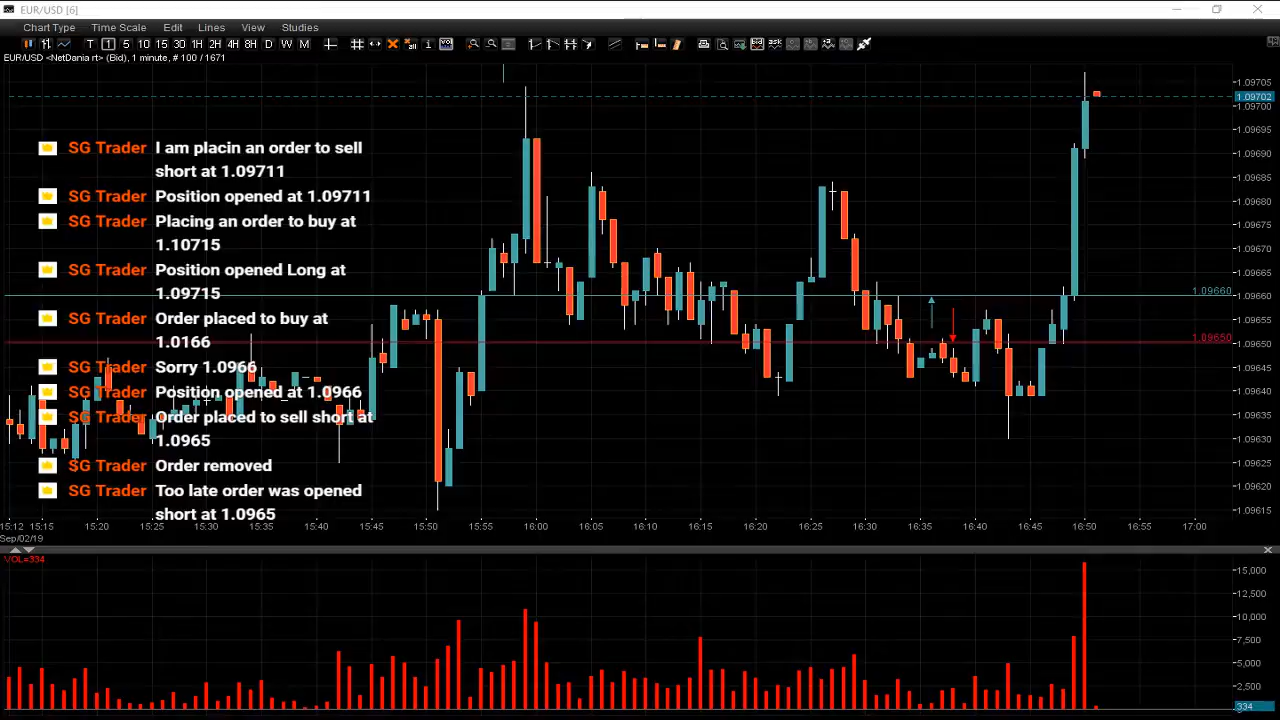 EUR/USD [6]
Chart Type Time Scale Edit Lines View Studies
T 1 5 10 15 30 1H 2H 4H 8H D W M
EUR/USD <NetDania rt> (Bid), 1 minute, # 100 / 1671
SG Trader I am placin an order to sell
short at 1.09711
SG Trader Position opened at 1.09711
SG Trader Placing an order to buy at
1.10715
SG Trader Position opened Long at
1.09715
SG Trader Order placed to buy at
1.0166
SG Trader Sorry 1.0966
SG Trader Position opened at 1.0966
SG Trader Order placed to sell short at
1.0965
SG Trader Order removed
SG Trader Too late order was opened
short at 1.0965
1.09660
1.09650
1.09705
1.09702
1.09700
1.09695
1.09690
1.09685
1.09680
1.09675
1.09670
1.09665
1.09660
1.09655
1.09650
1.09645
1.09640
1.09635
1.09630
1.09625
1.09620
1.09615
15:12 15:15 15:20 15:25 15:30 15:35 15:40 15:45 15:50 15:55 16:00 16:05 16:10 16:15 16:20 16:25 16:30 16:35 16:40 16:45 16:50 16:55 17:00
Sep/02/19
VOL=334
15,000
12,500
10,000
7,500
5,000
2,500
334